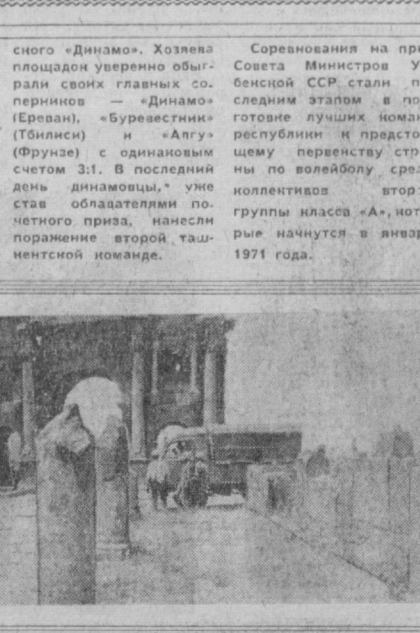 ского «Динамо». Хозяева
площадок уверенно обыг-
рали своих главных со-
перников — «Динамо»
(Ереван), «Буревестник»
(Тбилиси) и «Алгу»
(Фрунзе) с одинаковым
счетом 3:1. В последний
день динамовцы, уже
став обладателями по-
четного приза, нанесли
поражение второй таш-
кентской команде.
Соревнования на при
Совета Министров У
бекской ССР стали п
следним этапом в по
готовке лучших коман
республики к предсто
щему первенству стр
ны по волейболу сре
коллективов втор
группы класса «А», кот
рые начнутся в январ
1971 года.